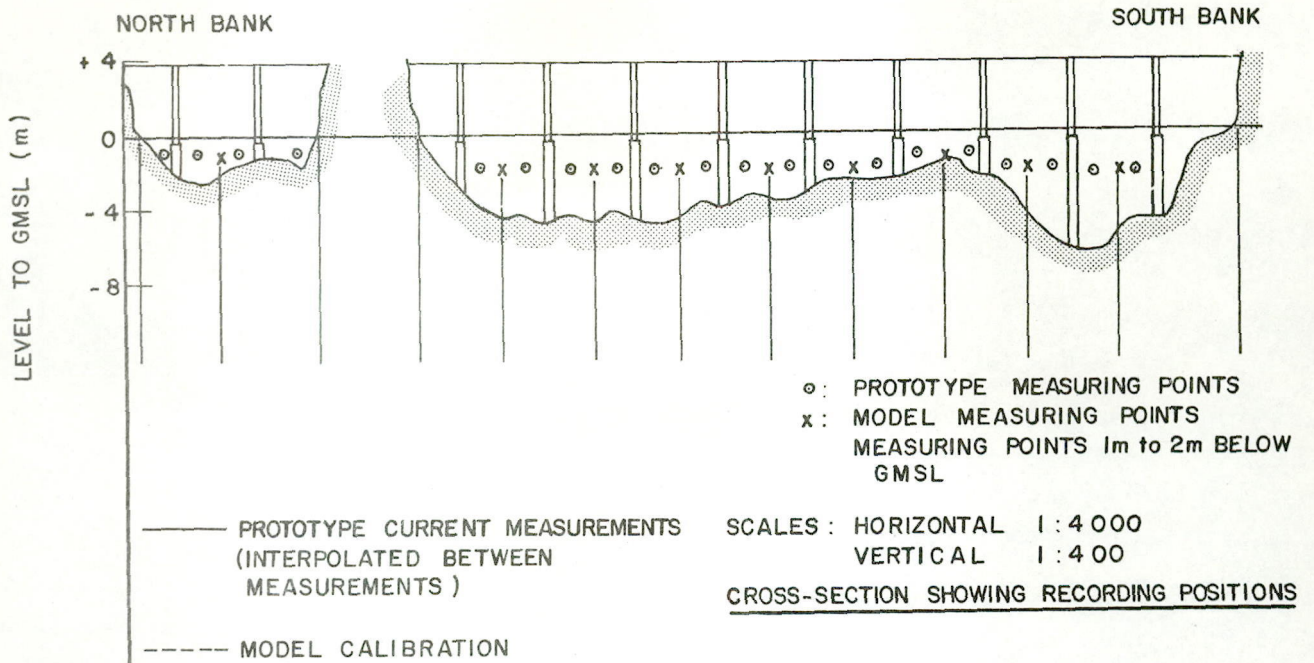 NORTH BANK
SOUTH BANK
+ 4
0
- 4
- 8
LEVEL TO GMSL (m)
⊙: PROTOTYPE MEASURING POINTS
x: MODEL MEASURING POINTS
MEASURING POINTS 1m to 2m BELOW
GMSL
PROTOTYPE CURRENT MEASUREMENTS
(INTERPOLATED BETWEEN
MEASUREMENTS)
SCALES: HORIZONTAL 1:4 000
VERTICAL 1:400
CROSS-SECTION SHOWING RECORDING POSITIONS
MODEL CALIBRATION